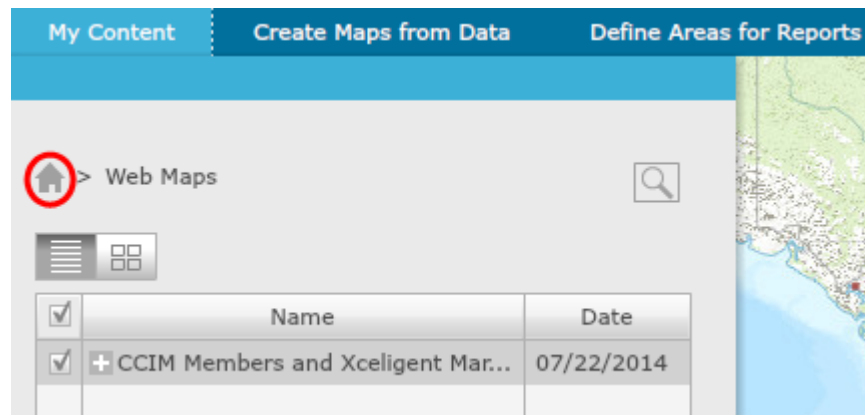 My Content Create Maps from Data Define Areas for Reports
> Web Maps
Name Date
CCIM Members and Xceligent Mar... 07/22/2014